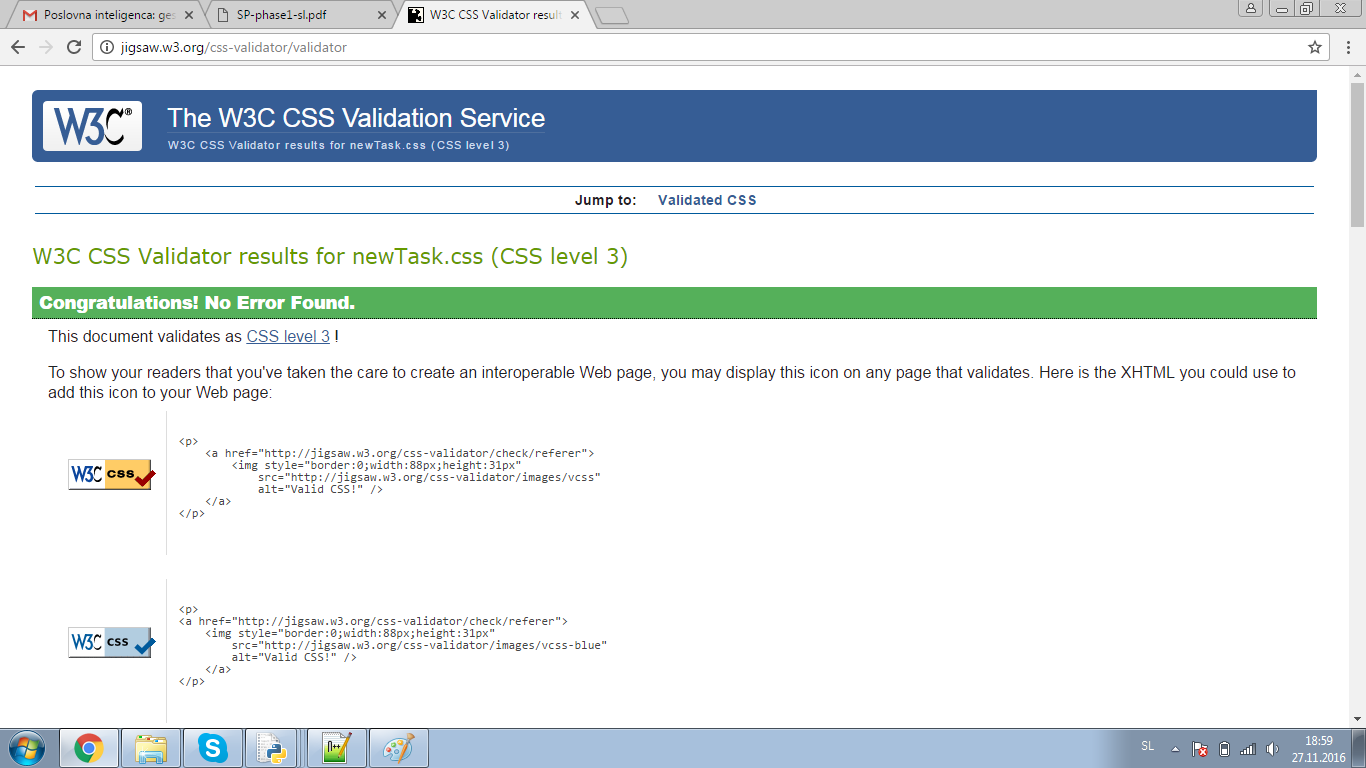 Poslovna inteligenca: ges
SP-phase1-sl.pdf
W3C CSS Validator result
jigsaw.w3.org/css-validator/validator
W3C®
The W3C CSS Validation Service
W3C CSS Validator results for newTask.css (CSS level 3)
Jump to: Validated CSS
W3C CSS Validator results for newTask.css (CSS level 3)
Congratulations! No Error Found.
This document validates as CSS level 3 !
To show your readers that you've taken the care to create an interoperable Web page, you may display this icon on any page that validates. Here is the XHTML you could use to
add this icon to your Web page:
W3C css
<p>
    <a href="http://jigsaw.w3.org/css-validator/check/referer">
        <img style="border:0;width:88px;height:31px"
            src="http://jigsaw.w3.org/css-validator/images/vcss"
            alt="Valid CSS!" />
    </a>
</p>
W3C css
<p>
<a href="http://jigsaw.w3.org/css-validator/check/referer">
    <img style="border:0;width:88px;height:31px"
        src="http://jigsaw.w3.org/css-validator/images/vcss-blue"
        alt="Valid CSS!" />
    </a>
</p>
SL
18:59
27.11.2016